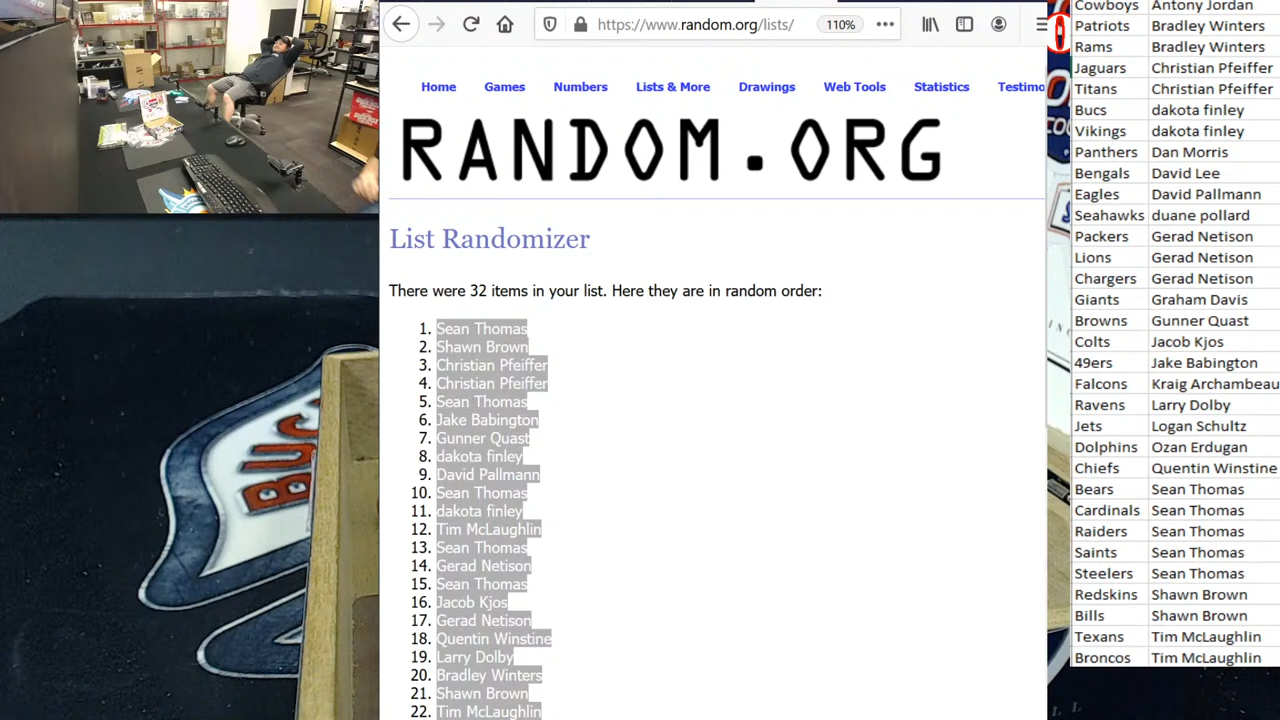 https://www.random.org/lists/
110%
Home Games Numbers Lists & More Drawings Web Tools Statistics Testimo
RANDOM.ORG
List Randomizer
There were 32 items in your list. Here they are in random order:
1. Sean Thomas
2. Shawn Brown
3. Christian Pfeiffer
4. Christian Pfeiffer
5. Sean Thomas
6. Jake Babington
7. Gunner Quast
8. dakota finley
9. David Pallmann
10. Sean Thomas
11. dakota finley
12. Tim McLaughlin
13. Sean Thomas
14. Gerad Netison
15. Sean Thomas
16. Jacob Kjos
17. Gerad Netison
18. Quentin Winstine
19. Larry Dolby
20. Bradley Winters
21. Shawn Brown
22. Tim McLaughlin
Cowboys Antony Jordan
Patriots Bradley Winters
Rams Bradley Winters
Jaguars Christian Pfeiffer
Titans Christian Pfeiffer
Bucs dakota finley
Vikings dakota finley
Panthers Dan Morris
Bengals David Lee
Eagles David Pallmann
Seahawks duane pollard
Packers Gerad Netison
Lions Gerad Netison
Chargers Gerad Netison
Giants Graham Davis
Browns Gunner Quast
Colts Jacob Kjos
49ers Jake Babington
Falcons Kraig Archambeau
Ravens Larry Dolby
Jets Logan Schultz
Dolphins Ozan Erdugan
Chiefs Quentin Winstine
Bears Sean Thomas
Cardinals Sean Thomas
Raiders Sean Thomas
Saints Sean Thomas
Steelers Sean Thomas
Redskins Shawn Brown
Bills Shawn Brown
Texans Tim McLaughlin
Broncos Tim McLaughlin